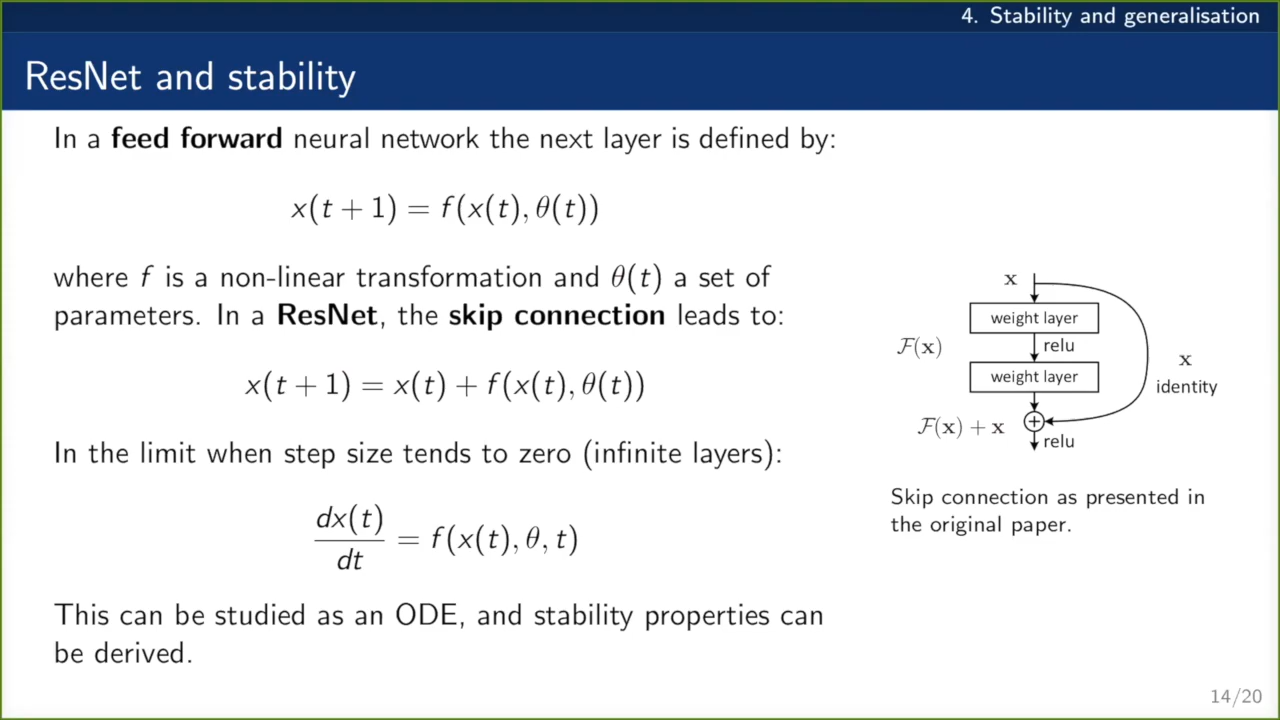 4. Stability and generalisation
ResNet and stability
In a feed forward neural network the next layer is defined by:
x(t + 1) = f(x(t), θ(t))
where f is a non-linear transformation and θ(t) a set of
parameters. In a ResNet, the skip connection leads to:
x(t + 1) = x(t) + f(x(t), θ(t))
In the limit when step size tends to zero (infinite layers):
dx(t)
dt
= f(x(t), θ, t)
This can be studied as an ODE, and stability properties can
be derived.
x
weight layer
F(x)
relu
weight layer
x
identity
F(x) + x
+
relu
Skip connection as presented in
the original paper.
14/20